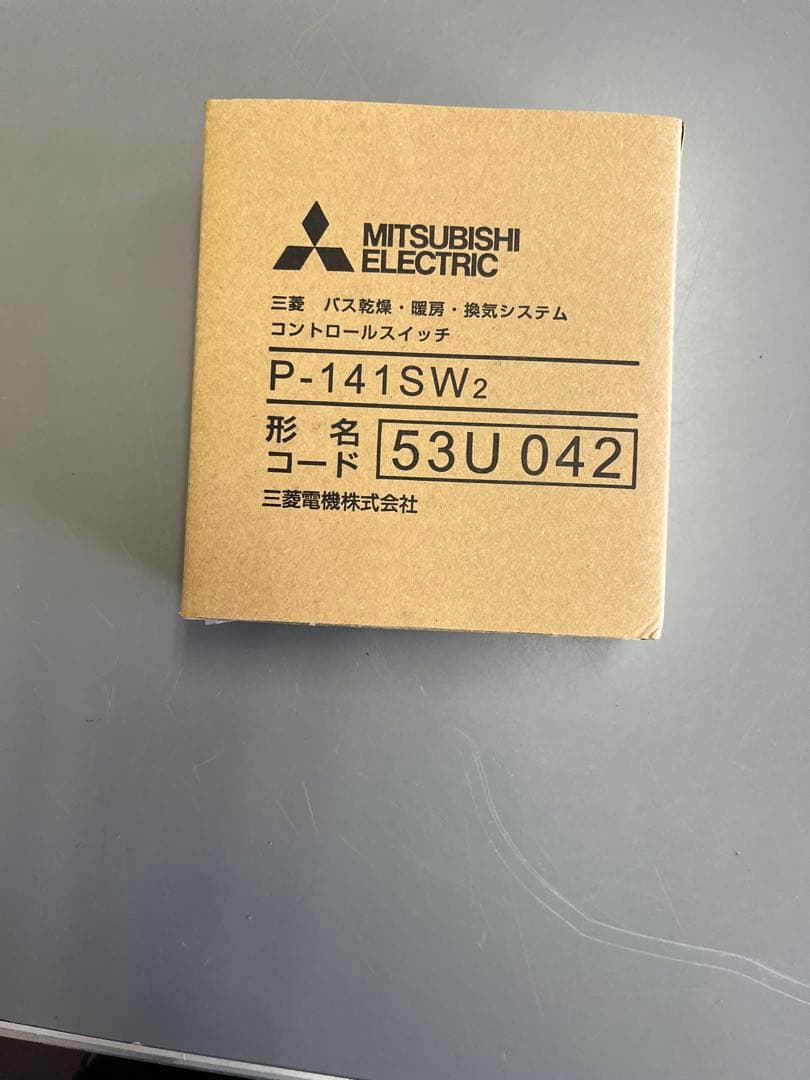 MITSUBISHI
ELECTRIC
三菱 バス乾燥・暖房・換気システム
コントロールスイッチ
P-141SW2
形名
コード 53U 042
三菱電機株式会社